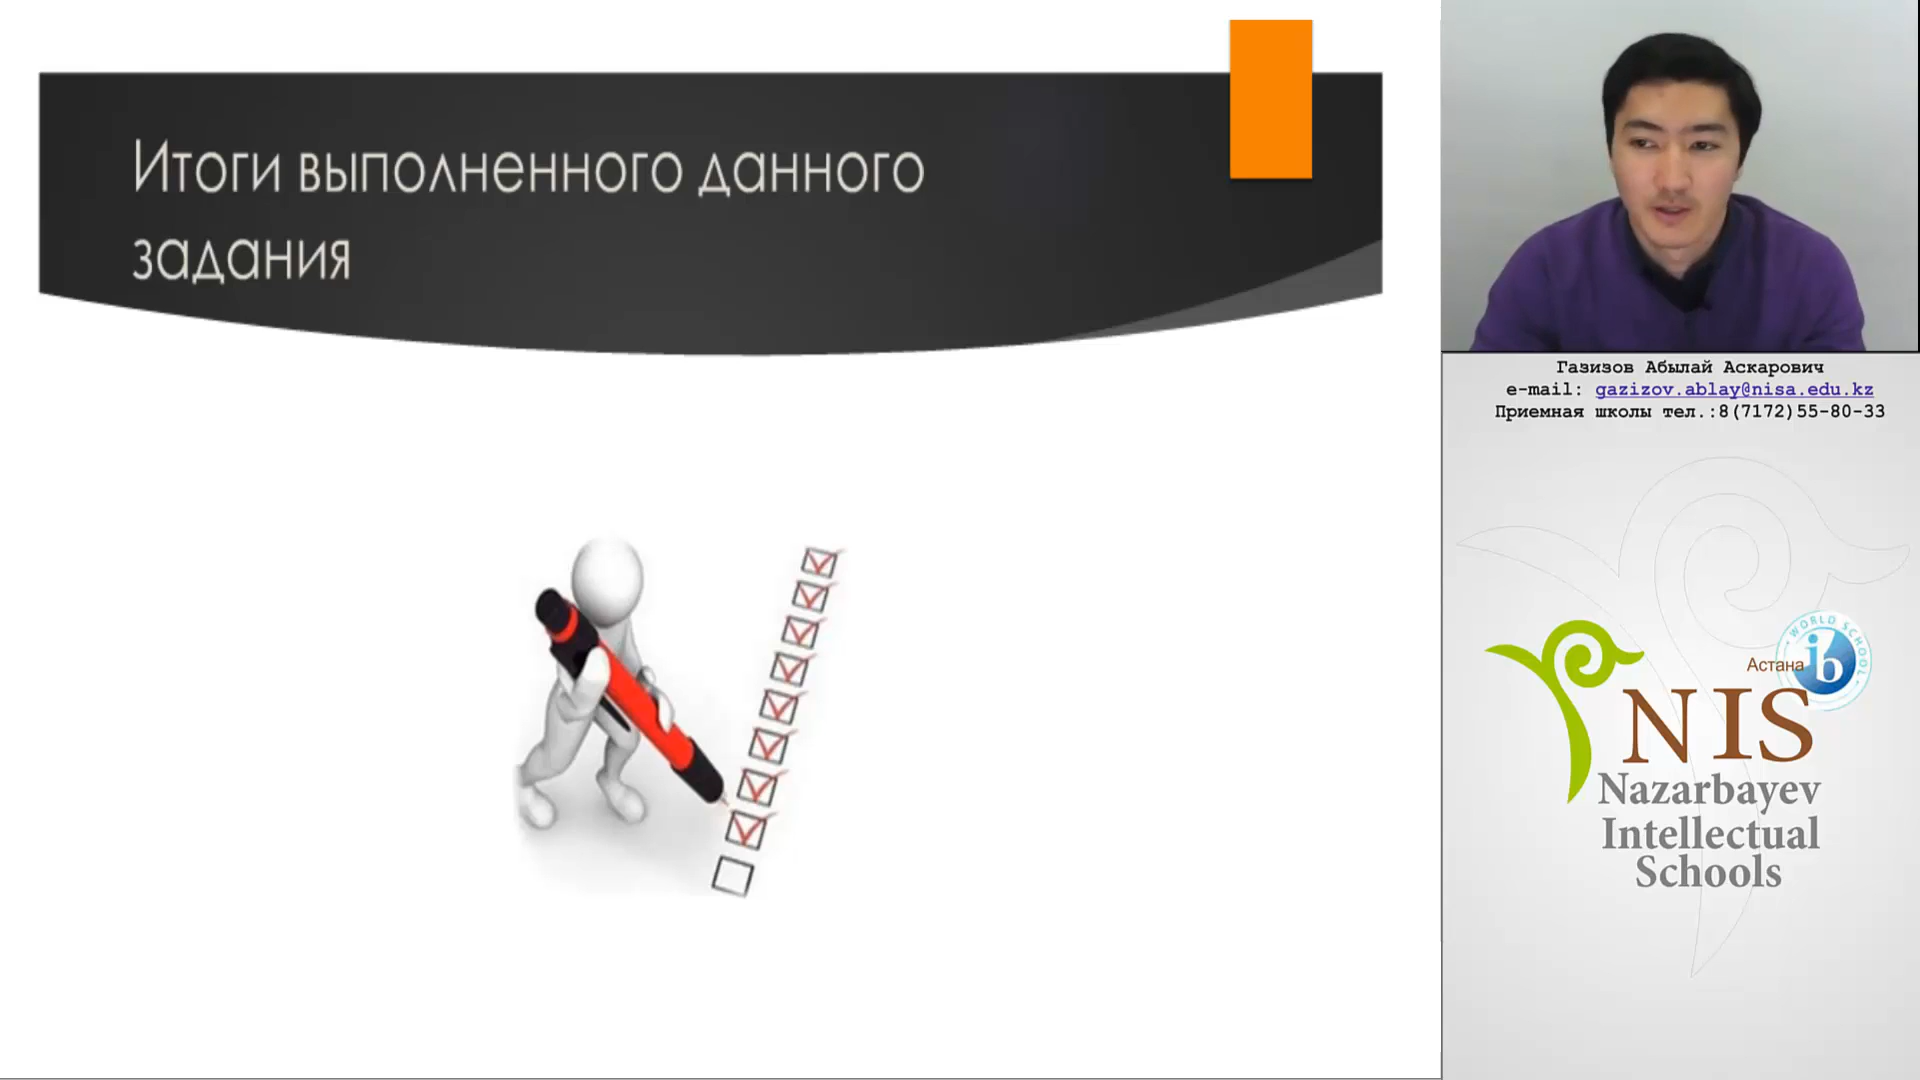 Итоги выполненного данного
задания
Газизов Абылай Аскарович
e-mail: gazizov.ablay@nisa.edu.kz
Приемная школы тел.:8(7172)55-80-33
WORLD SCHOOL
ib
Астана
NIS
Nazarbayev
Intellectual
Schools